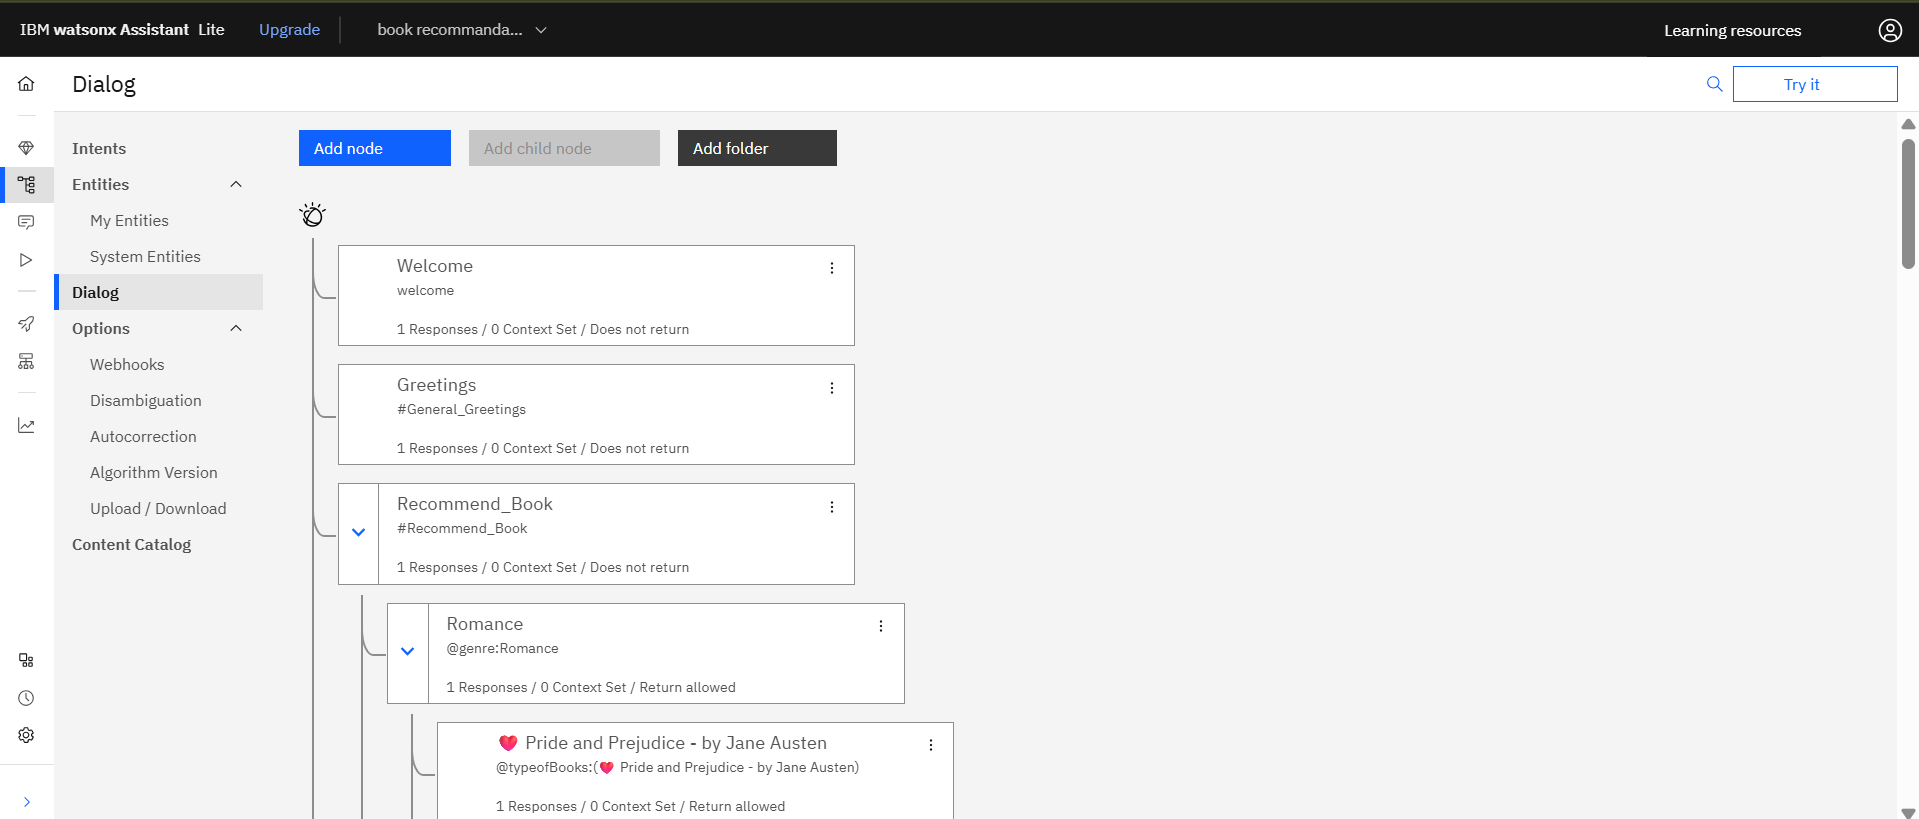 IBM watsonx Assistant Lite Upgrade book recommanda... Learning resources
Dialog
Try it
Intents
Entities
My Entities
System Entities
Dialog
Options
Webhooks
Disambiguation
Autocorrection
Algorithm Version
Upload / Download
Content Catalog
Add node Add child node Add folder
Welcome
welcome
1 Responses / 0 Context Set / Does not return
Greetings
#General_Greetings
1 Responses / 0 Context Set / Does not return
Recommend_Book
#Recommend_Book
1 Responses / 0 Context Set / Does not return
Romance
@genre:Romance
1 Responses / 0 Context Set / Return allowed
💔 Pride and Prejudice - by Jane Austen
@typeofBooks:(💔 Pride and Prejudice - by Jane Austen)
1 Responses / 0 Context Set / Return allowed